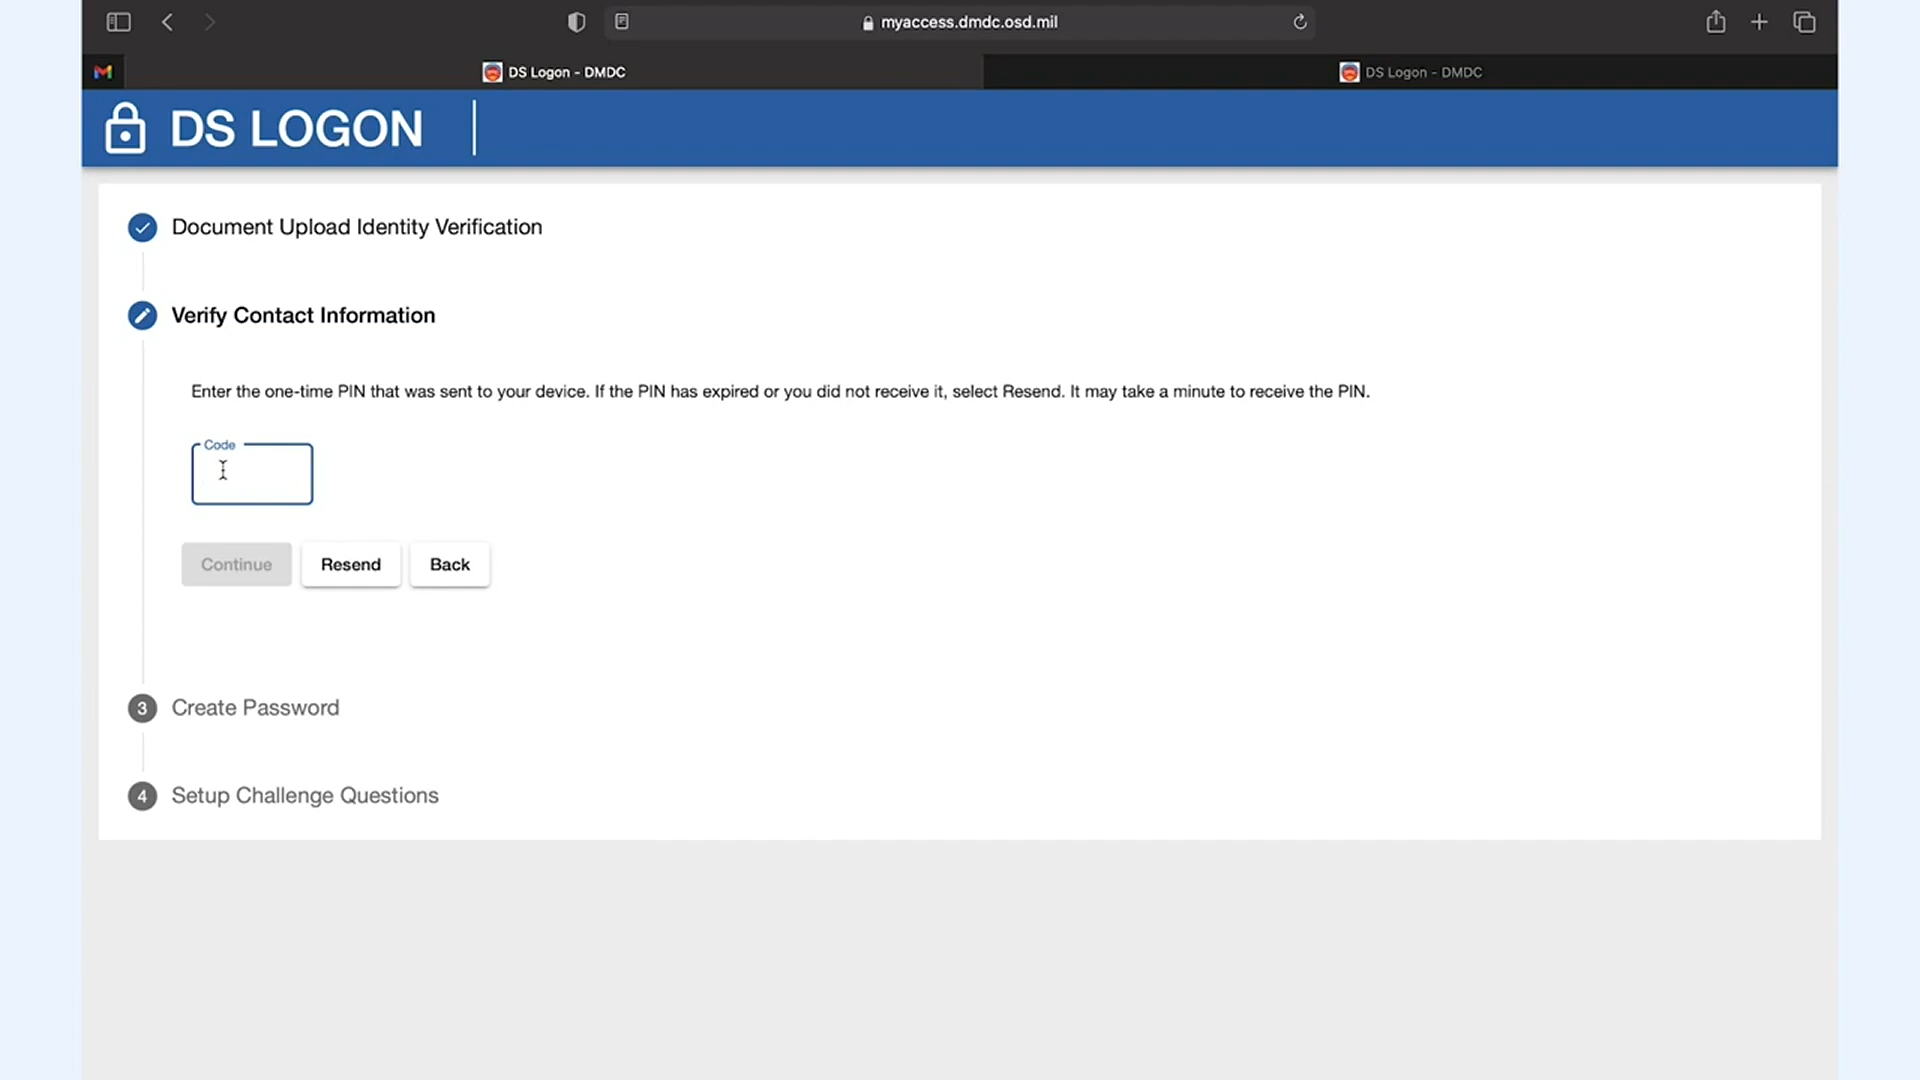 myaccess.dmdc.osd.mil
DS Logon - DMDC
DS Logon - DMDC
DS LOGON
Document Upload Identity Verification
Verify Contact Information
Enter the one-time PIN that was sent to your device. If the PIN has expired or you did not receive it, select Resend. It may take a minute to receive the PIN.
Code
Continue Resend Back
3 Create Password
4 Setup Challenge Questions